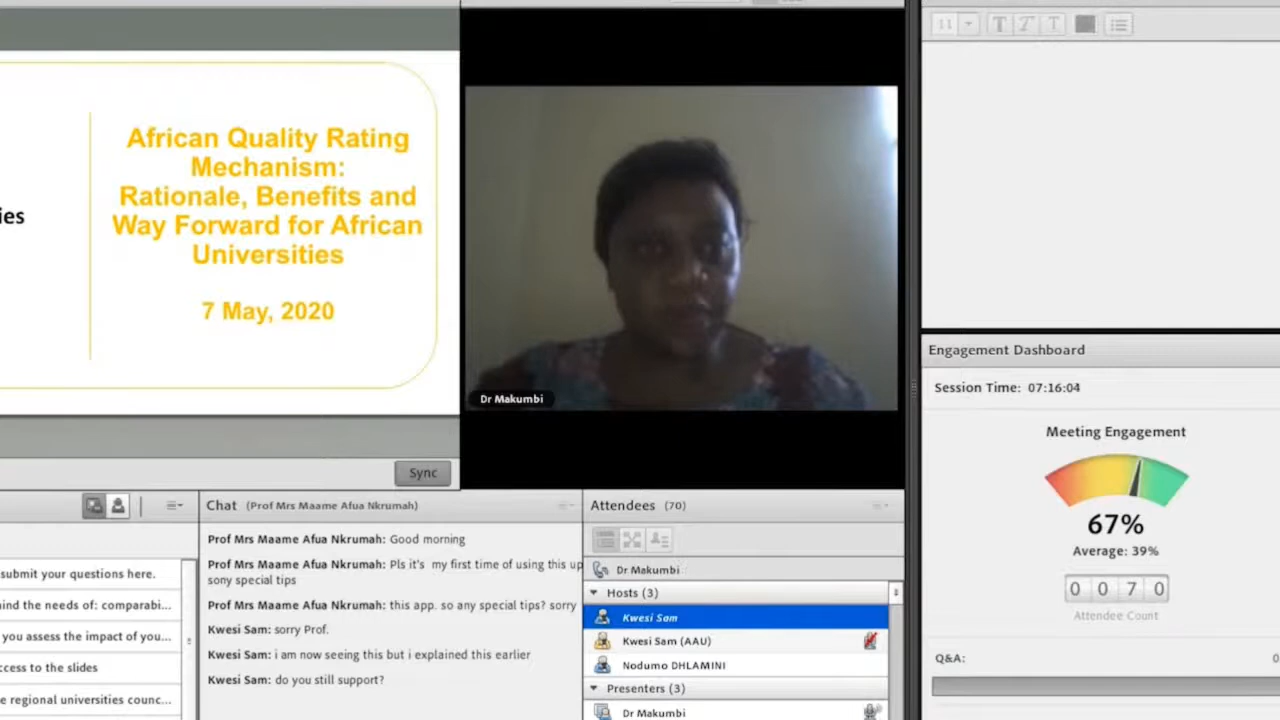 African Quality Rating
Mechanism:
Rationale, Benefits and
Way Forward for African
Universities
7 May, 2020
ies
Dr Makumbi
Sync
submit your questions here.
ind the needs of: comparabi...
you assess the impact of you...
ccess to the slides
e regional universities counc...
Chat (Prof Mrs Maame Afua Nkrumah)
Prof Mrs Maame Afua Nkrumah: Good morning
Prof Mrs Maame Afua Nkrumah: Pls it's my first time of using this up
sony special tips
Prof Mrs Maame Afua Nkrumah: this app. so any special tips? sorry
Kwesi Sam: sorry Prof.
Kwesi Sam: i am now seeing this but i explained this earlier
Kwesi Sam: do you still support?
Attendees (70)
Dr Makumbi
Hosts (3)
Kwesi Sam
Kwesi Sam (AAU)
Nodumo DHLAMINI
Presenters (3)
Dr Makumbi
11
T T T
Engagement Dashboard
Session Time: 07:16:04
Meeting Engagement
67%
Average: 39%
0 0 7 0
Attendee Count
Q&A:
0